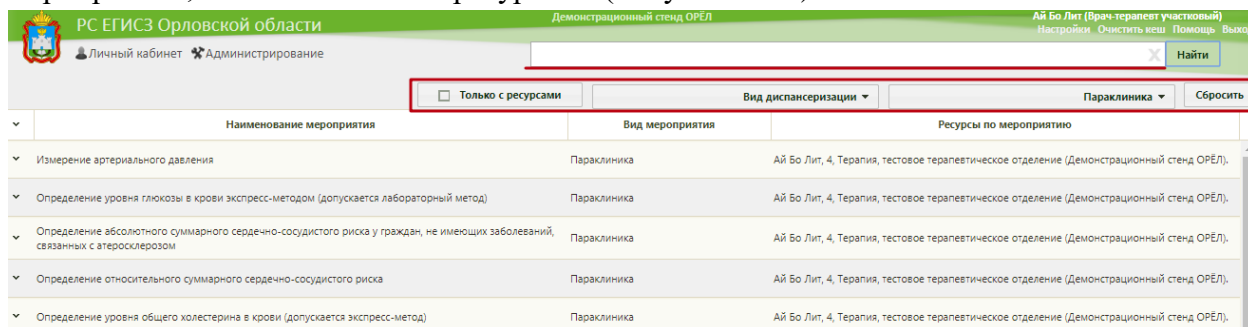 РС ЕГИСЗ Орловской области
Демонстрационный стенд ОРЁЛ
Ай Бо Лит (Врач-терапевт участковый)
Настройки Очистить кеш Помощь
Личный кабинет Администрирование
X Найти
Только с ресурсами Вид диспансеризации Параклиника Сбросить
Наименование мероприятия Вид мероприятия Ресурсы по мероприятию
Измерение артериального давления Параклиника Ай Бо Лит, 4, Терапия, тестовое терапевтическое отделение (Демонстрационный стенд ОРЁЛ).
Определение уровня глюкозы в крови экспресс-методом (допускается лабораторный метод) Параклиника Ай Бо Лит, 4, Терапия, тестовое терапевтическое отделение (Демонстрационный стенд ОРЁЛ).
Определение абсолютного суммарного сердечно-сосудистого риска у граждан, не имеющих заболеваний,
связанных с атеросклерозом Параклиника Ай Бо Лит, 4, Терапия, тестовое терапевтическое отделение (Демонстрационный стенд ОРЁЛ).
Определение относительного суммарного сердечно-сосудистого риска Параклиника Ай Бо Лит, 4, Терапия, тестовое терапевтическое отделение (Демонстрационный стенд ОРЁЛ).
Определение уровня общего холестерина в крови (допускается экспресс-метод) Параклиника Ай Бо Лит, 4, Терапия, тестовое терапевтическое отделение (Демонстрационный стенд ОРЁЛ).